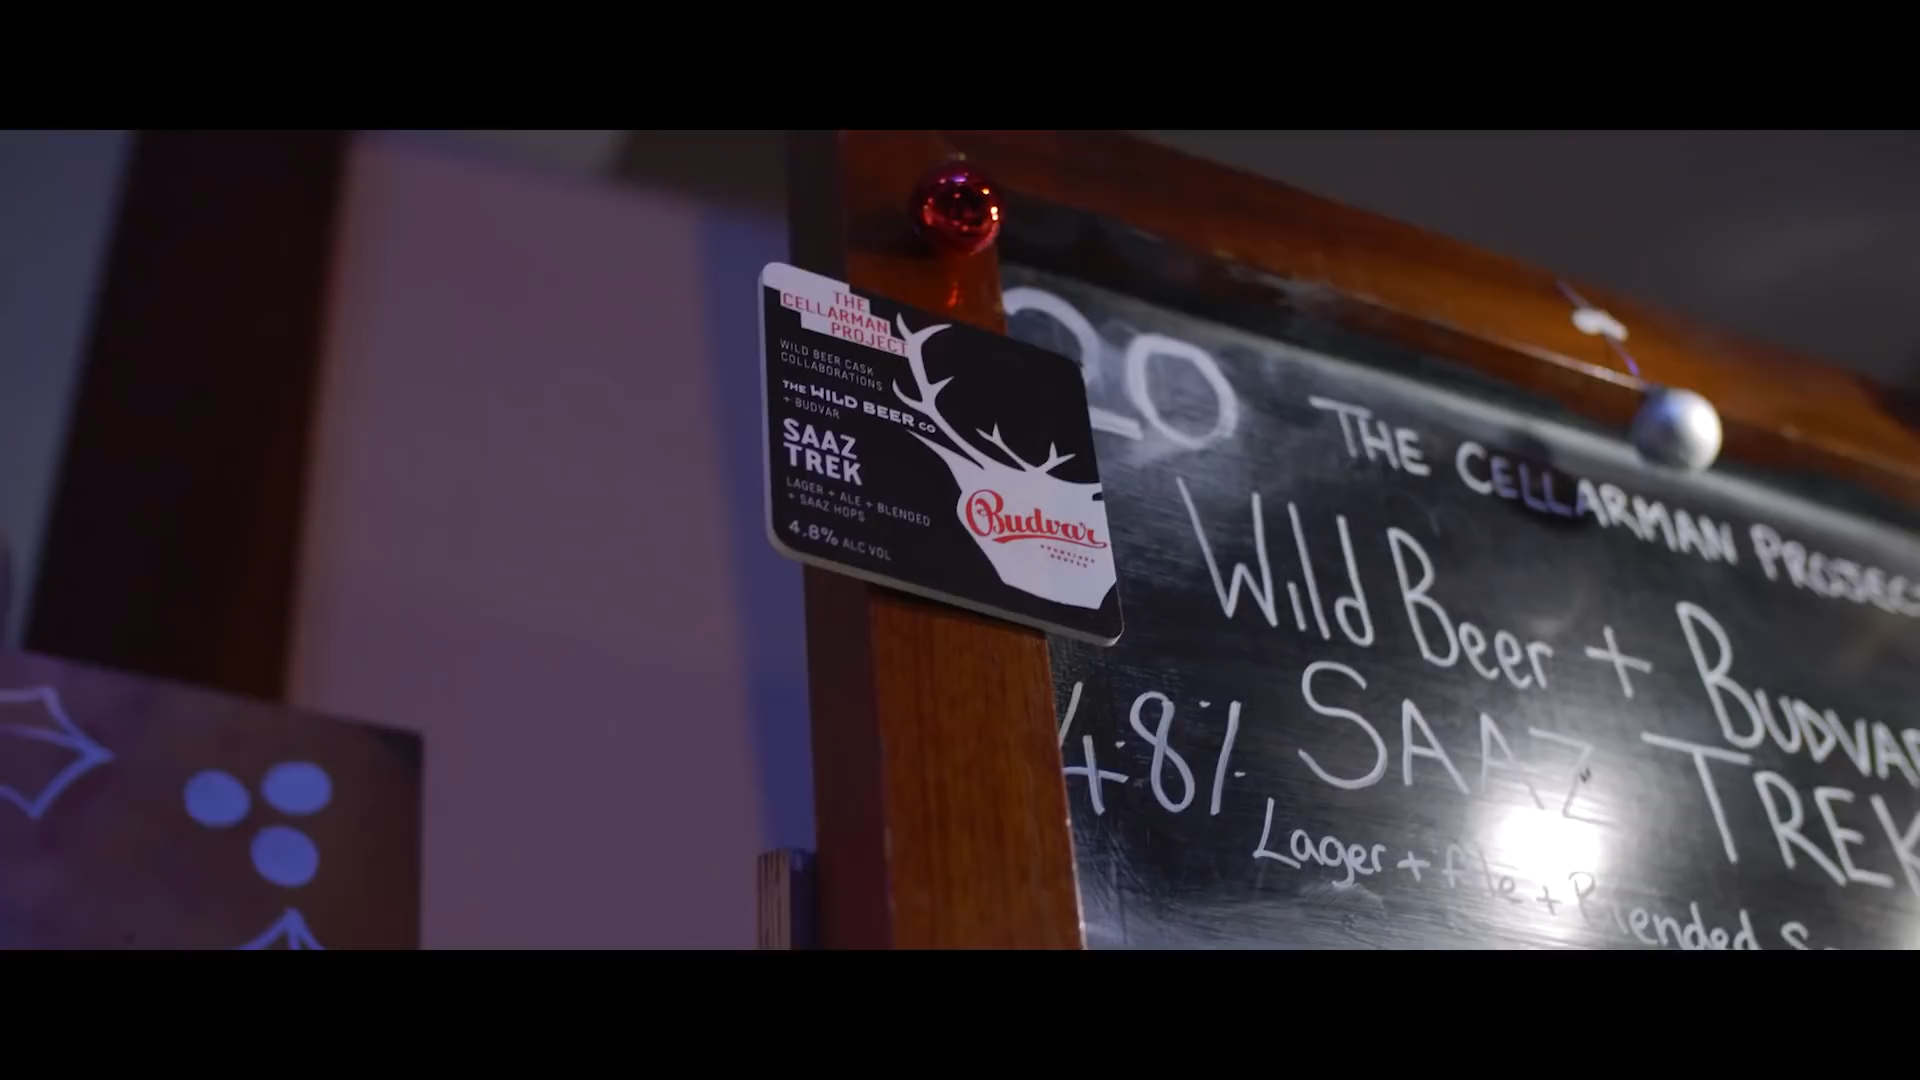 THE
CELLARMAN
PROJECT
WILD BEER CASK
COLLABORATIONS
THE WILD BEER CO
+ BUDVAR
SAAZ
TREK
LAGER + ALE + BLENDED
+ SAAZ HOPS
4.8% ALC VOL
Budvar
20
THE CELLARMAN PROJECT
Wild Beer + BUDVAR
4.8% SAAZ TREK
Lager + Ale + Blended